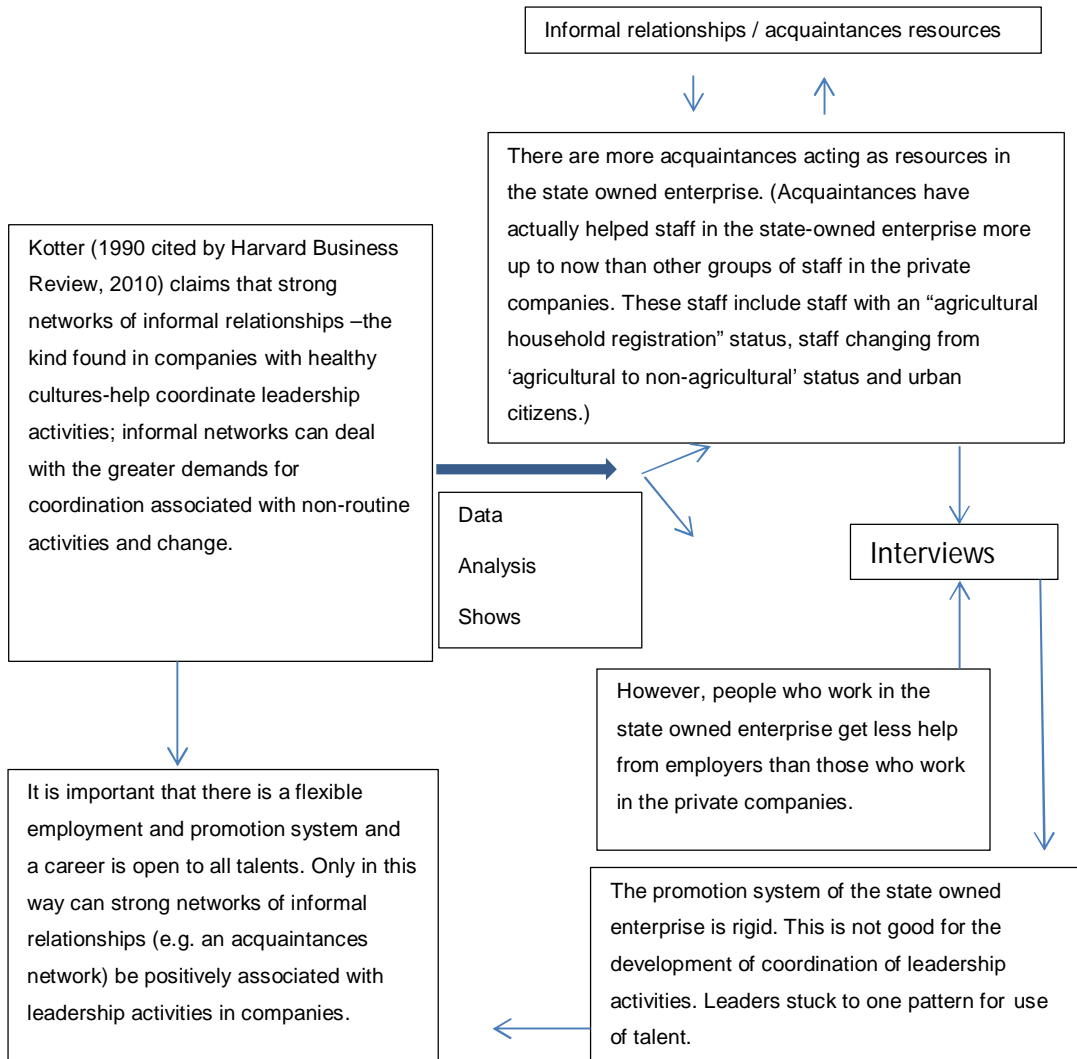 Informal relationships / acquaintances resources
There are more acquaintances acting as resources in
the state owned enterprise. (Acquaintances have
actually helped staff in the state-owned enterprise more
up to now than other groups of staff in the private
companies. These staff include staff with an “agricultural
household registration” status, staff changing from
‘agricultural to non-agricultural’ status and urban
citizens.)
Kotter (1990 cited by Harvard Business
Review, 2010) claims that strong
networks of informal relationships –the
kind found in companies with healthy
cultures-help coordinate leadership
activities; informal networks can deal
with the greater demands for
coordination associated with non-routine
activities and change.
Data
Analysis
Shows
Interviews
However, people who work in the
state owned enterprise get less help
from employers than those who work
in the private companies.
It is important that there is a flexible
employment and promotion system and
a career is open to all talents. Only in this
way can strong networks of informal
relationships (e.g. an acquaintances
network) be positively associated with
leadership activities in companies.
The promotion system of the state owned
enterprise is rigid. This is not good for the
development of coordination of leadership
activities. Leaders stuck to one pattern for use
of talent.